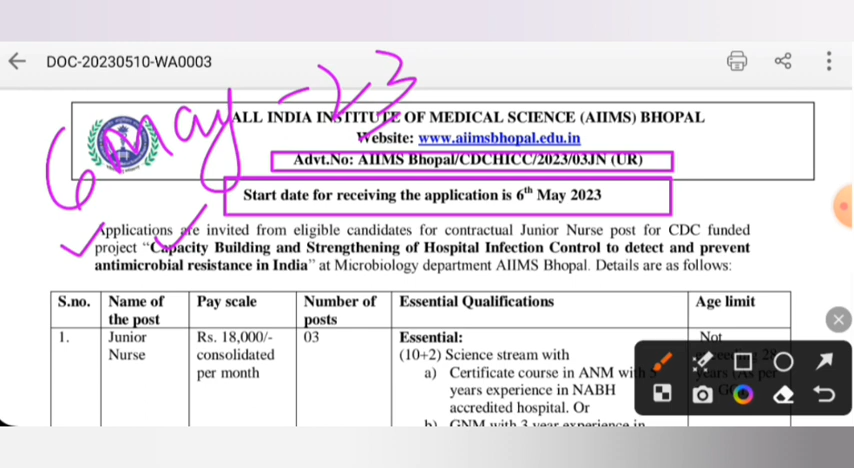 DOC-20230510-WA0003
6 May -23
ALL INDIA INSTITUTE OF MEDICAL SCIENCE (AIIMS) BHOPAL
Website: www.aiimsbhopal.edu.in
Advt.No: AIIMS Bhopal/CDCHICC/2023/03JN (UR)
Start date for receiving the application is 6th May 2023
Applications are invited from eligible candidates for contractual Junior Nurse post for CDC funded
project “Capacity Building and Strengthening of Hospital Infection Control to detect and prevent
antimicrobial resistance in India” at Microbiology department AIIMS Bhopal. Details are as follows:
S.no. Name of the post Pay scale Number of posts Essential Qualifications Age limit
1. Junior Nurse
Rs. 18,000/-
consolidated
per month
03
Essential:
(10+2) Science stream with
a) Certificate course in ANM with
years experience in NABH
accredited hospital. Or
b) GNM with 3 year experience in
Not